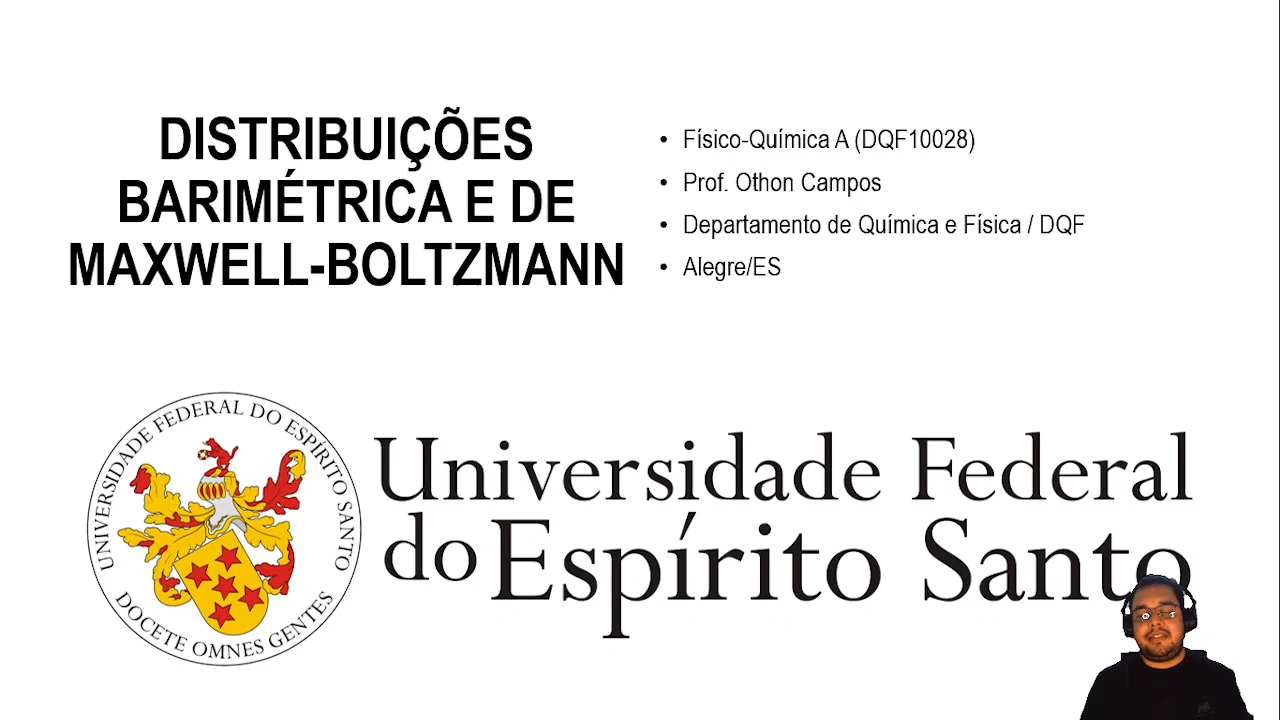 DISTRIBUIÇÕES
BARIMÉTRICA E DE
MAXWELL-BOLTZMANN
• Físico-Química A (DQF10028)
• Prof. Othon Campos
• Departamento de Química e Física / DQF
• Alegre/ES
UNIVERSIDADE FEDERAL DO ESPÍRITO SANTO
DOCETE OMNES GENTES
Universidade Federal
do Espírito Santo